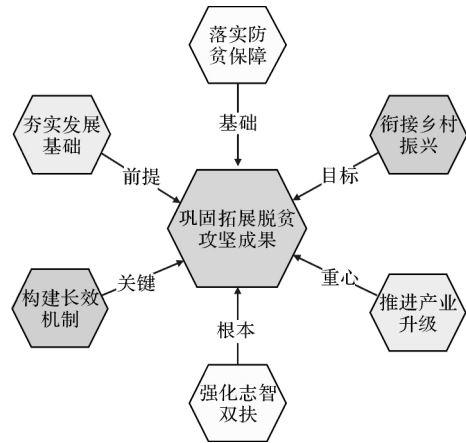 落实防
贫保障
基础
夯实发展
基础
前提
衔接乡村
振兴
目标
巩固拓展脱贫
攻坚成果
构建长效
机制
关键
重心
推进产业
升级
根本
强化志智
双扶